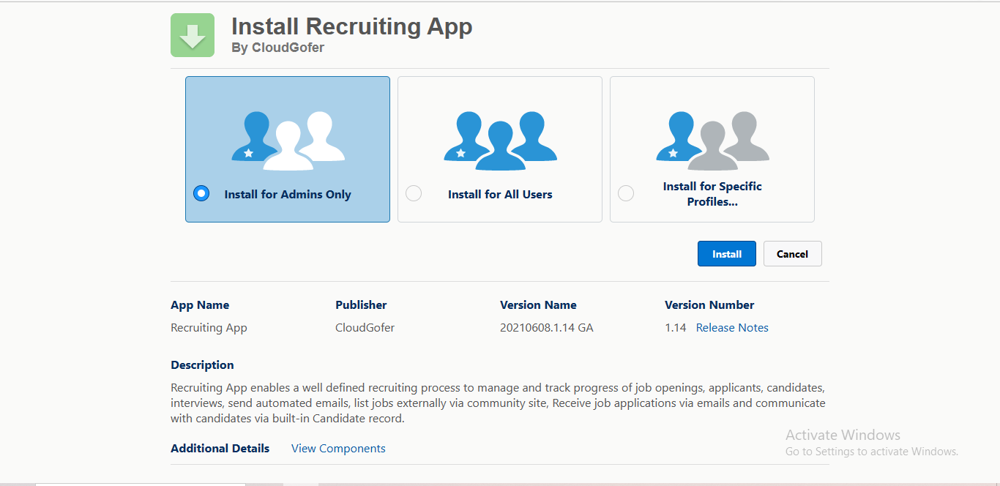 Install Recruiting App
By CloudGofer
Install for Admins Only
Install for All Users
Install for Specific
Profiles...
Install
Cancel
App Name
Publisher
Version Name
Version Number
Recruiting App
CloudGofer
20210608.1.14 GA
1.14 Release Notes
Description
Recruiting App enables a well defined recruiting process to manage and track progress of job openings, applicants, candidates,
interviews, send automated emails, list jobs externally via community site, Receive job applications via emails and communicate
with candidates via built-in Candidate record.
Additional Details View Components
Activate Windows
Go to Settings to activate Windows.